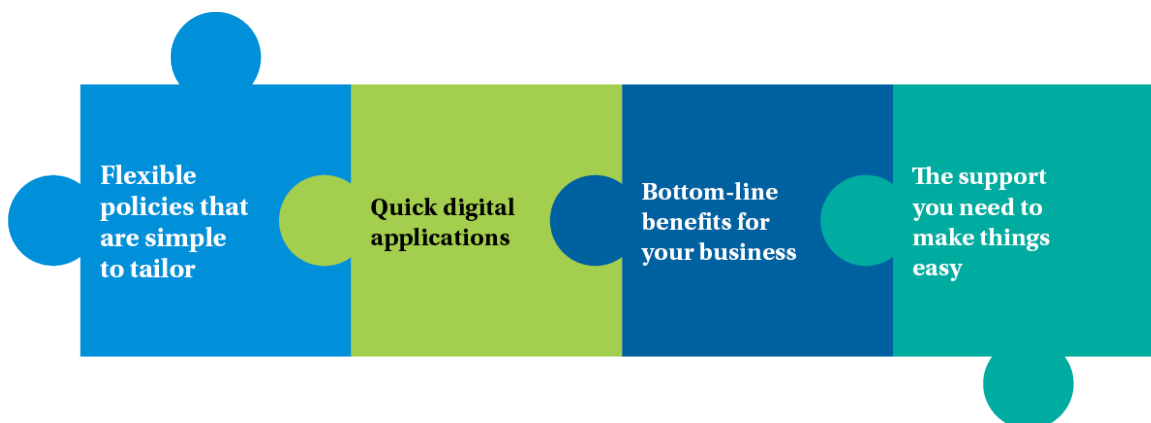 Flexible
policies that
are simple
to tailor
Quick digital
applications
Bottom-line
benefits for
your business
The support
you need to
make things
easy